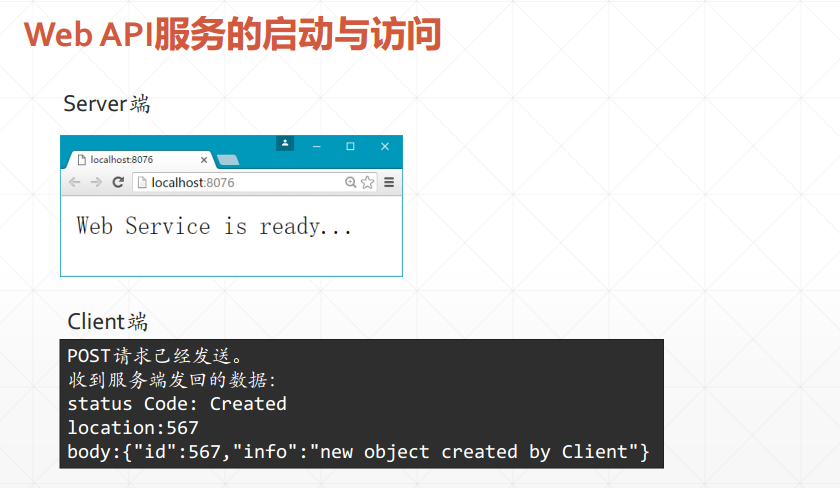 Web API服务的启动与访问
Server端
localhost:8076
localhost:8076
Web Service is ready...
Client端
POST请求已经发送。
收到服务端发回的数据:
status Code: Created
location:567
body:{"id":567,"info":"new object created by Client"}